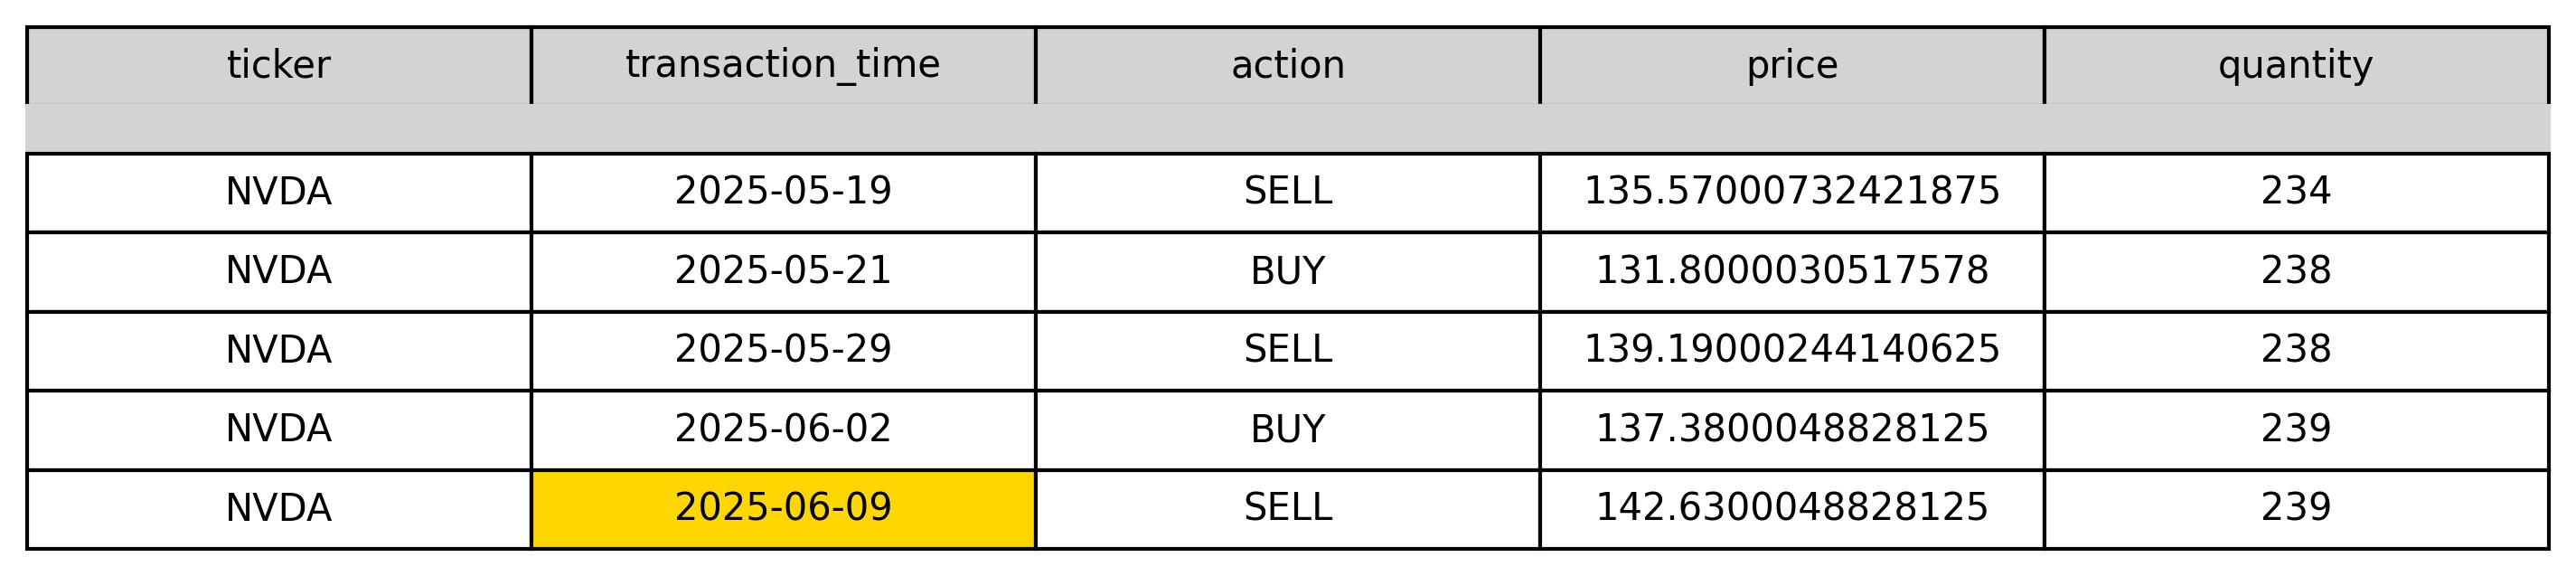 ticker transaction_time action price quantity
NVDA 2025-05-19 SELL 135.57000732421875 234
NVDA 2025-05-21 BUY 131.8000030517578 238
NVDA 2025-05-29 SELL 139.19000244140625 238
NVDA 2025-06-02 BUY 137.3800048828125 239
NVDA 2025-06-09 SELL 142.6300048828125 239